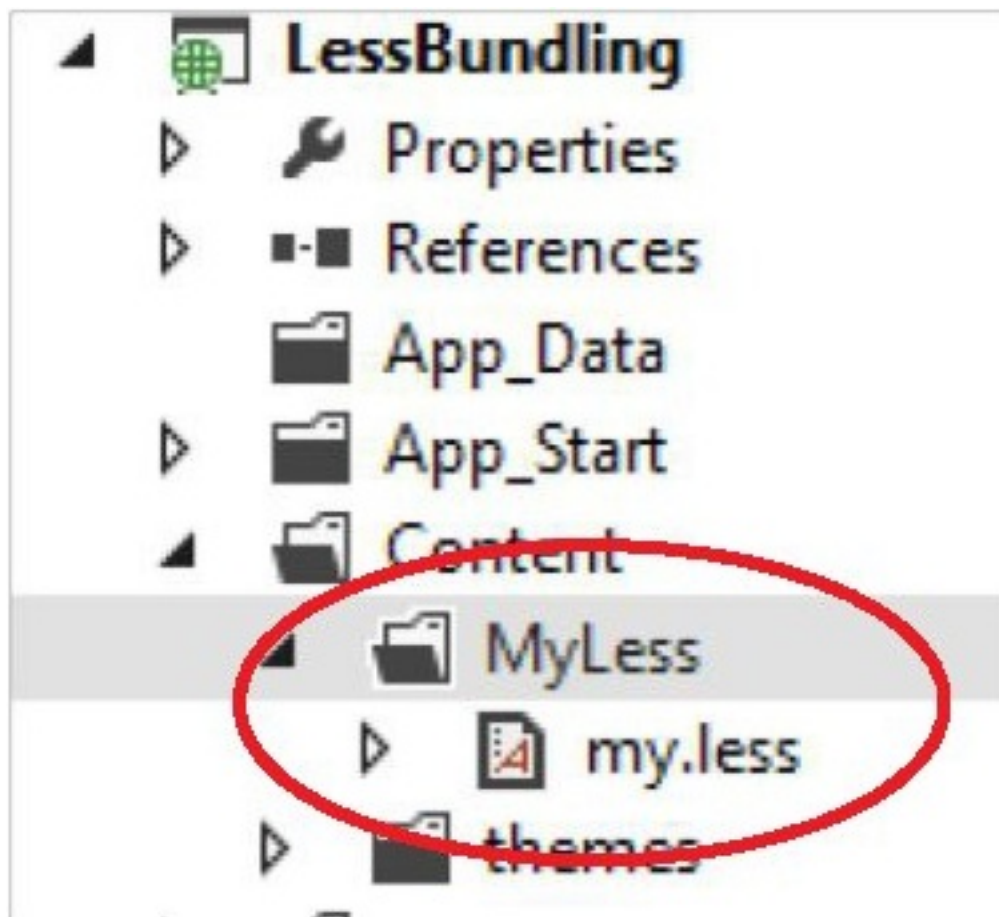 LessBundling
Properties
References
App_Data
App_Start
Content
MyLess
my.less
themes